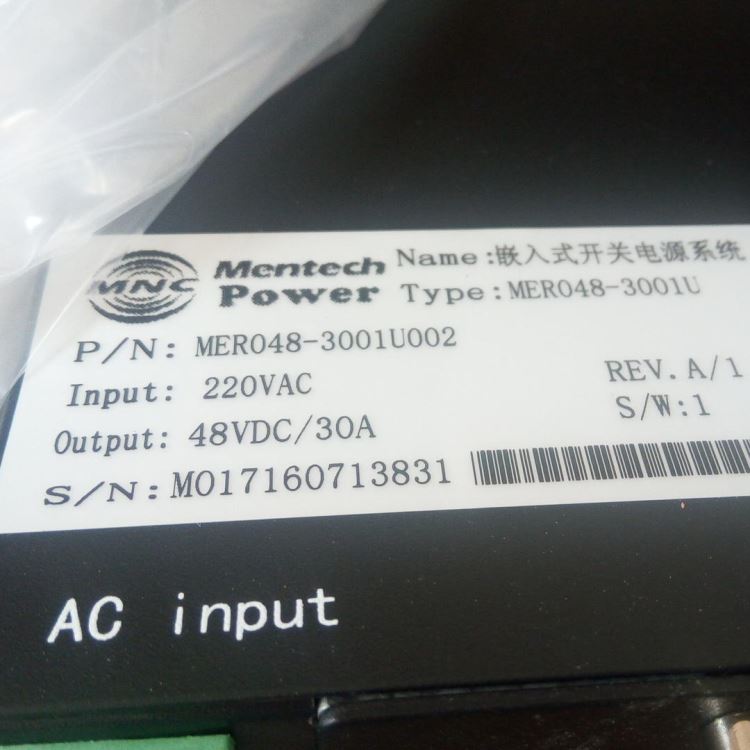 MNC
Mentech
Power
Name:嵌入式开关电源系统
Type:MER048-3001U
P/N: MER048-3001U002
Input: 220VAC
REV.A/1
Output: 48VDC/30A
S/W:1
S/N:M017160713831
AC input